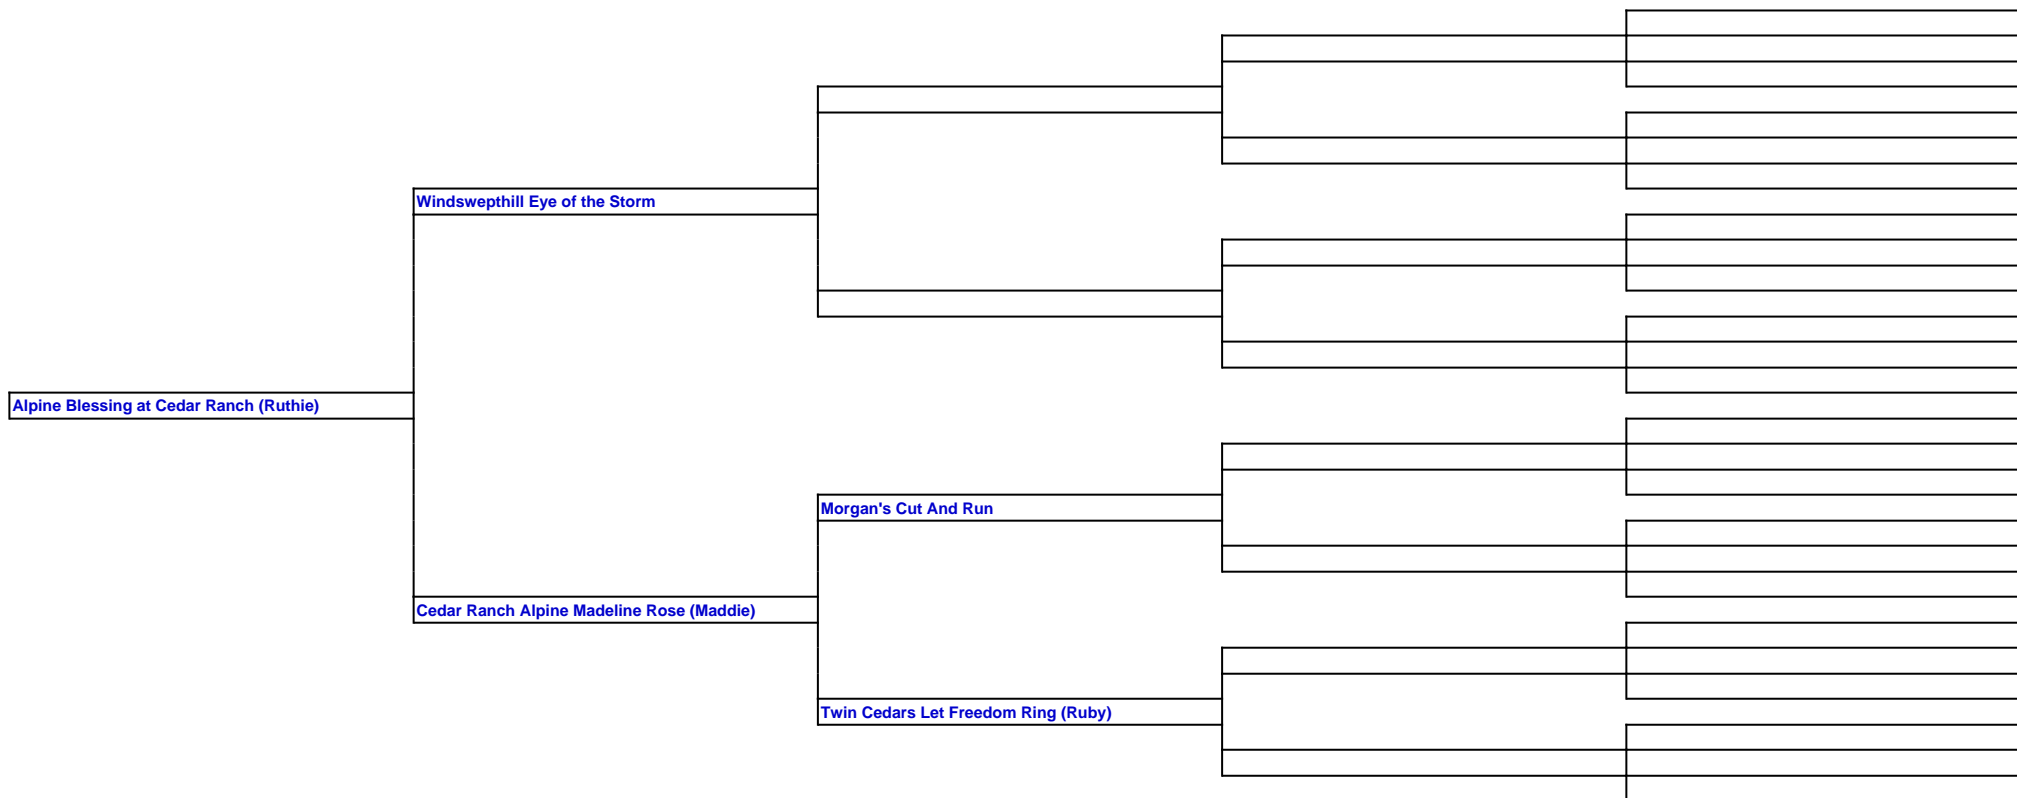 Windswepthill Eye of the Storm
Alpine Blessing at Cedar Ranch (Ruthie)
Morgan's Cut And Run
Cedar Ranch Alpine Madeline Rose (Maddie)
Twin Cedars Let Freedom Ring (Ruby)